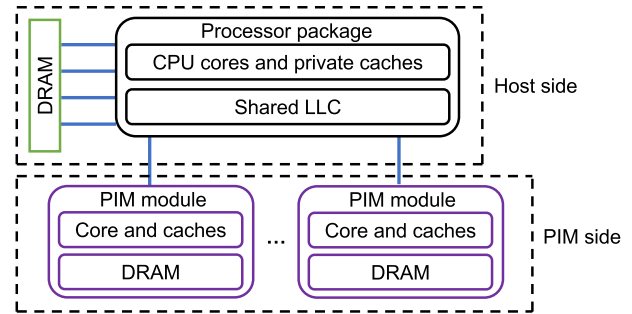 Processor package
CPU cores and private caches
DRAM
Shared LLC
Host side
PIM module
Core and caches
DRAM
...
PIM module
Core and caches
DRAM
PIM side